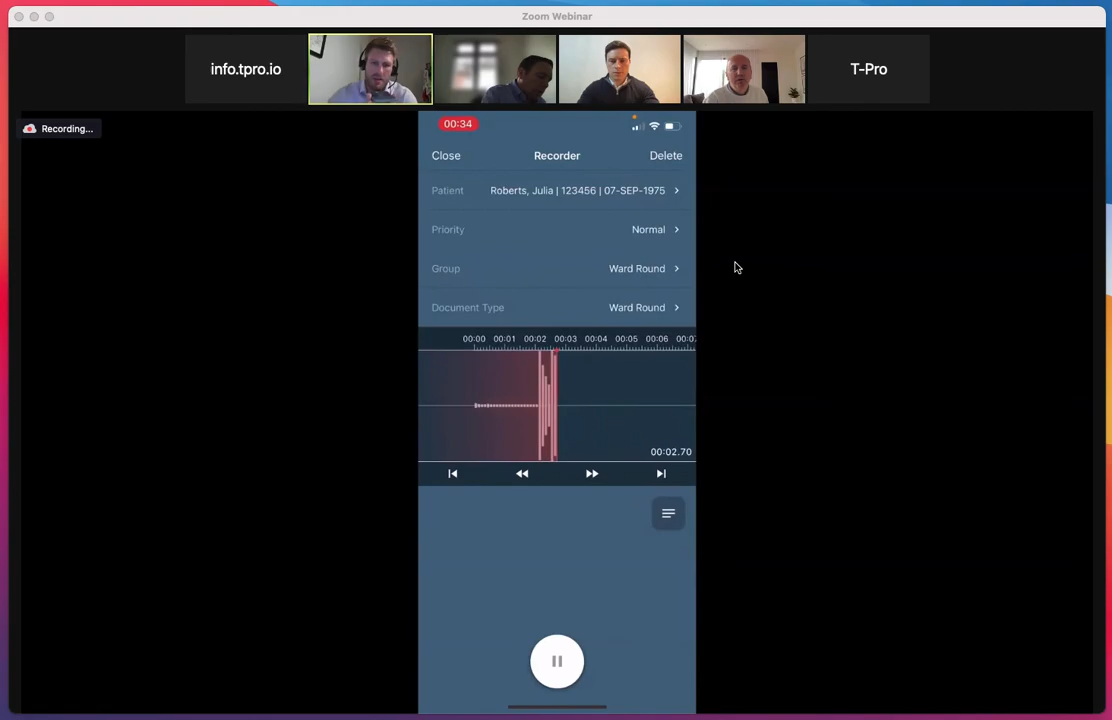 Zoom Webinar
info.tpro.io
T-Pro
Recording...
00:34
Close Recorder Delete
Patient Roberts, Julia | 123456 | 07-SEP-1975
Priority Normal
Group Ward Round
Document Type Ward Round
00:00 00:01 00:02 00:03 00:04 00:05 00:06 00:07
00:02.70